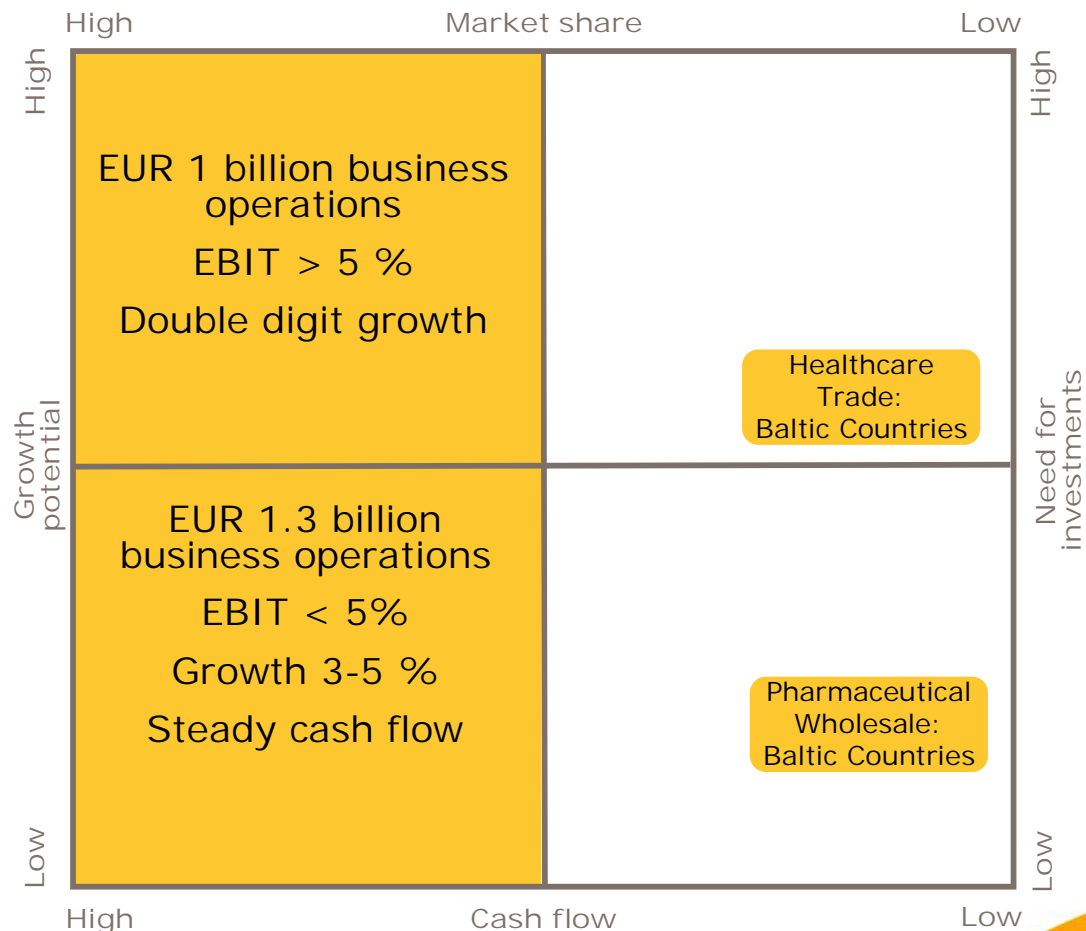 High Market share Low
High
High
EUR 1 billion business
operations
EBIT > 5 %
Double digit growth
Healthcare
Trade:
Baltic Countries
Growth
potential
Need for
investments
EUR 1.3 billion
business operations
EBIT < 5%
Growth 3-5 %
Steady cash flow
Pharmaceutical
Wholesale:
Baltic Countries
Low
Low
High Cash flow Low